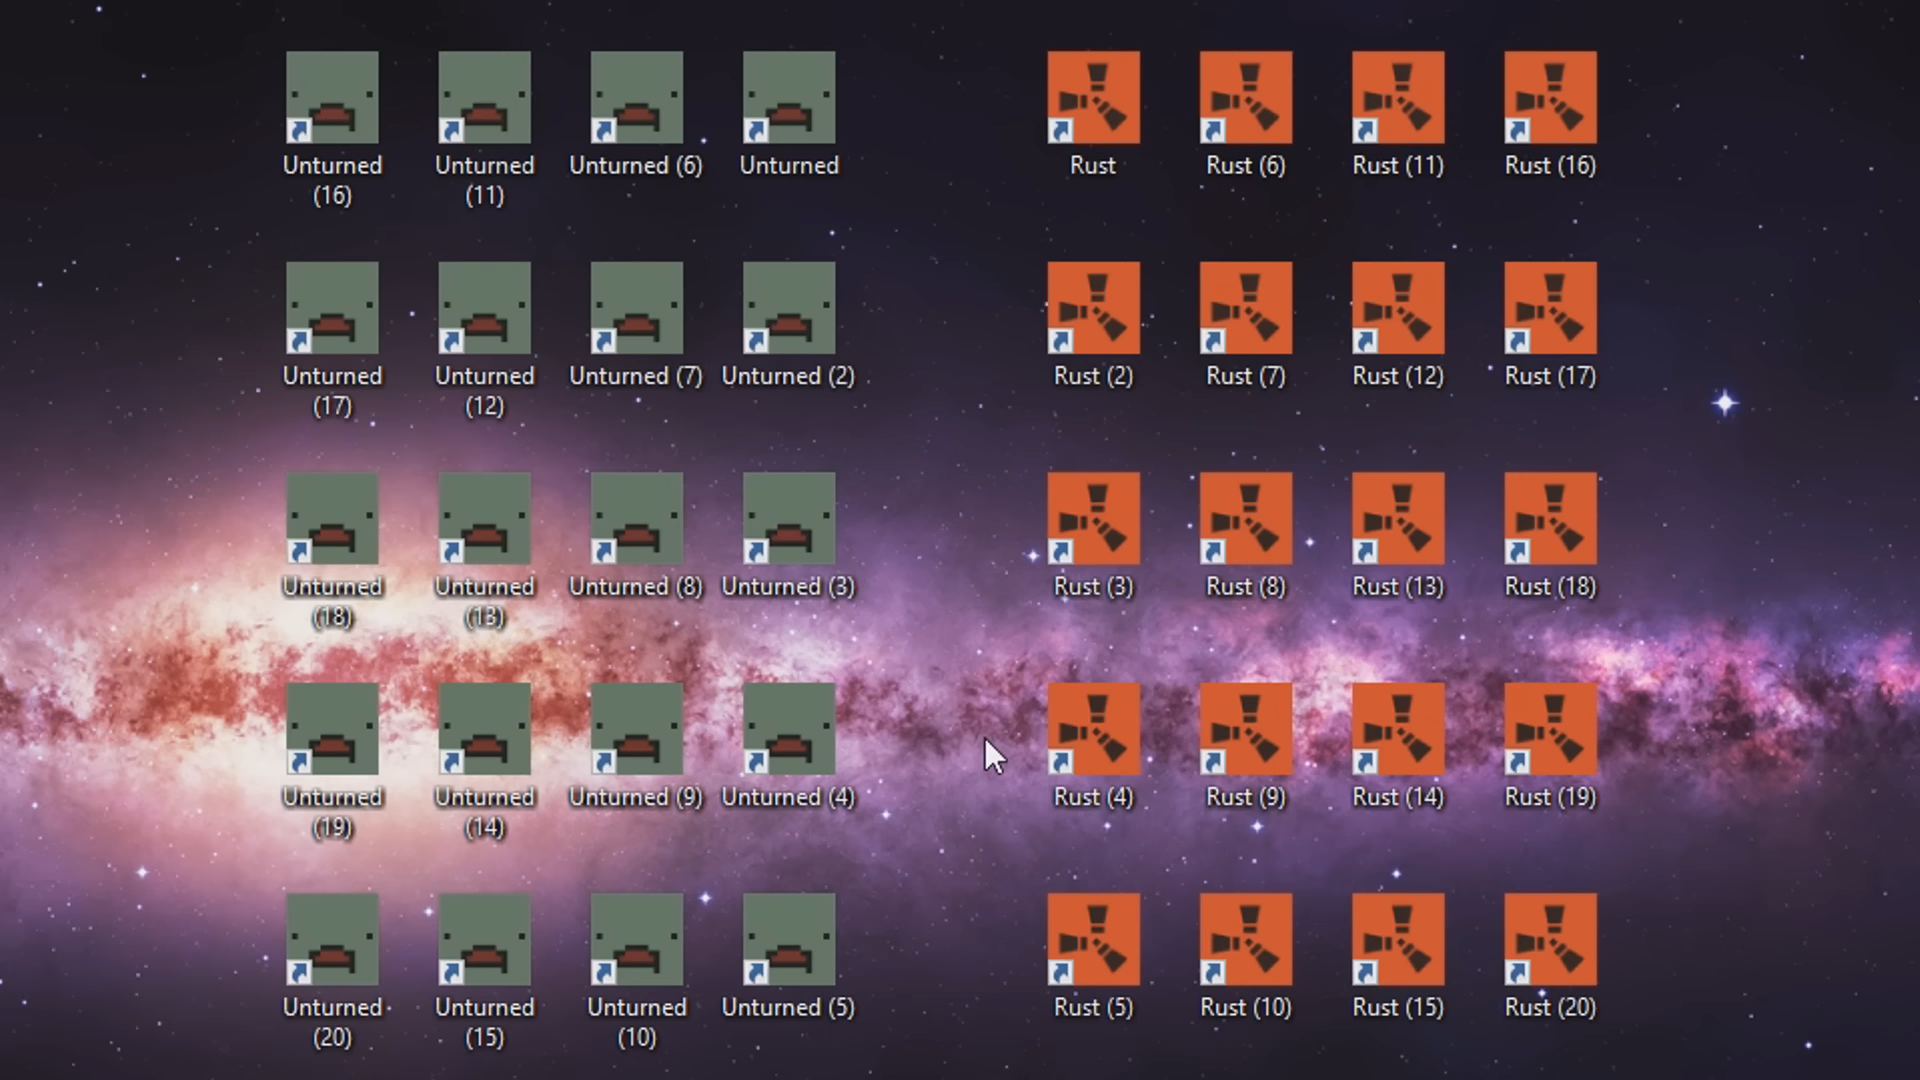 Unturned
(16)
Unturned
(11)
Unturned (6)
Unturned
Rust
Rust (6)
Rust (11)
Rust (16)
Unturned
(17)
Unturned
(12)
Unturned (7)
Unturned (2)
Rust (2)
Rust (7)
Rust (12)
Rust (17)
Unturned
(18)
Unturned
(13)
Unturned (8)
Unturned (3)
Rust (3)
Rust (8)
Rust (13)
Rust (18)
Unturned
(19)
Unturned
(14)
Unturned (9)
Unturned (4)
Rust (4)
Rust (9)
Rust (14)
Rust (19)
Unturned
(20)
Unturned
(15)
Unturned
(10)
Unturned (5)
Rust (5)
Rust (10)
Rust (15)
Rust (20)